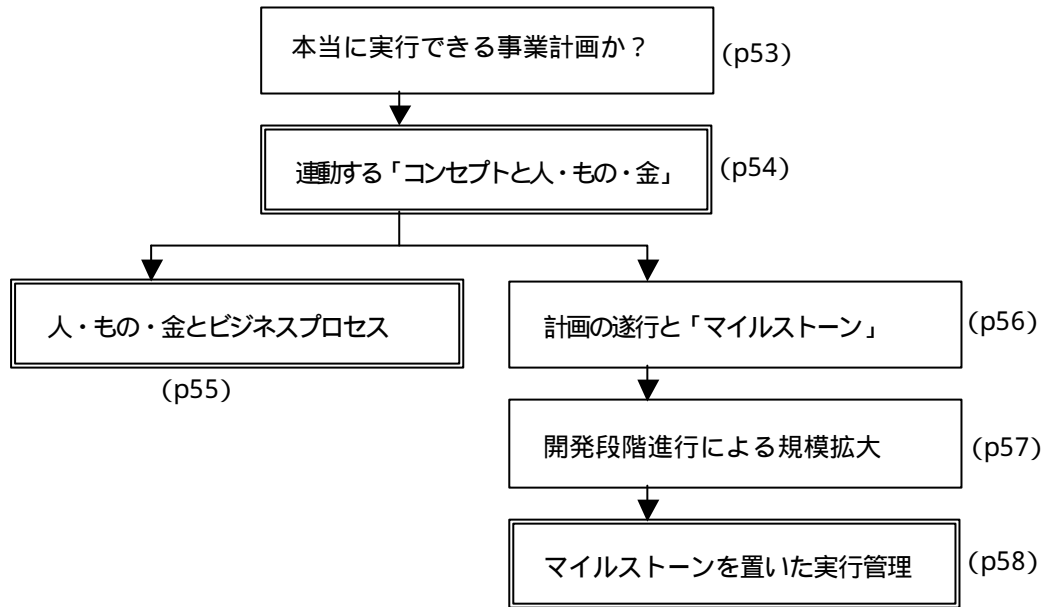 本当に実行できる事業計画か？
(p53)
連動する「コンセプトと人・もの・金」
(p54)
人・もの・金とビジネスプロセス
(p55)
計画の遂行と「マイルストーン」
(p56)
開発段階進行による規模拡大
(p57)
マイルストーンを置いた実行管理
(p58)